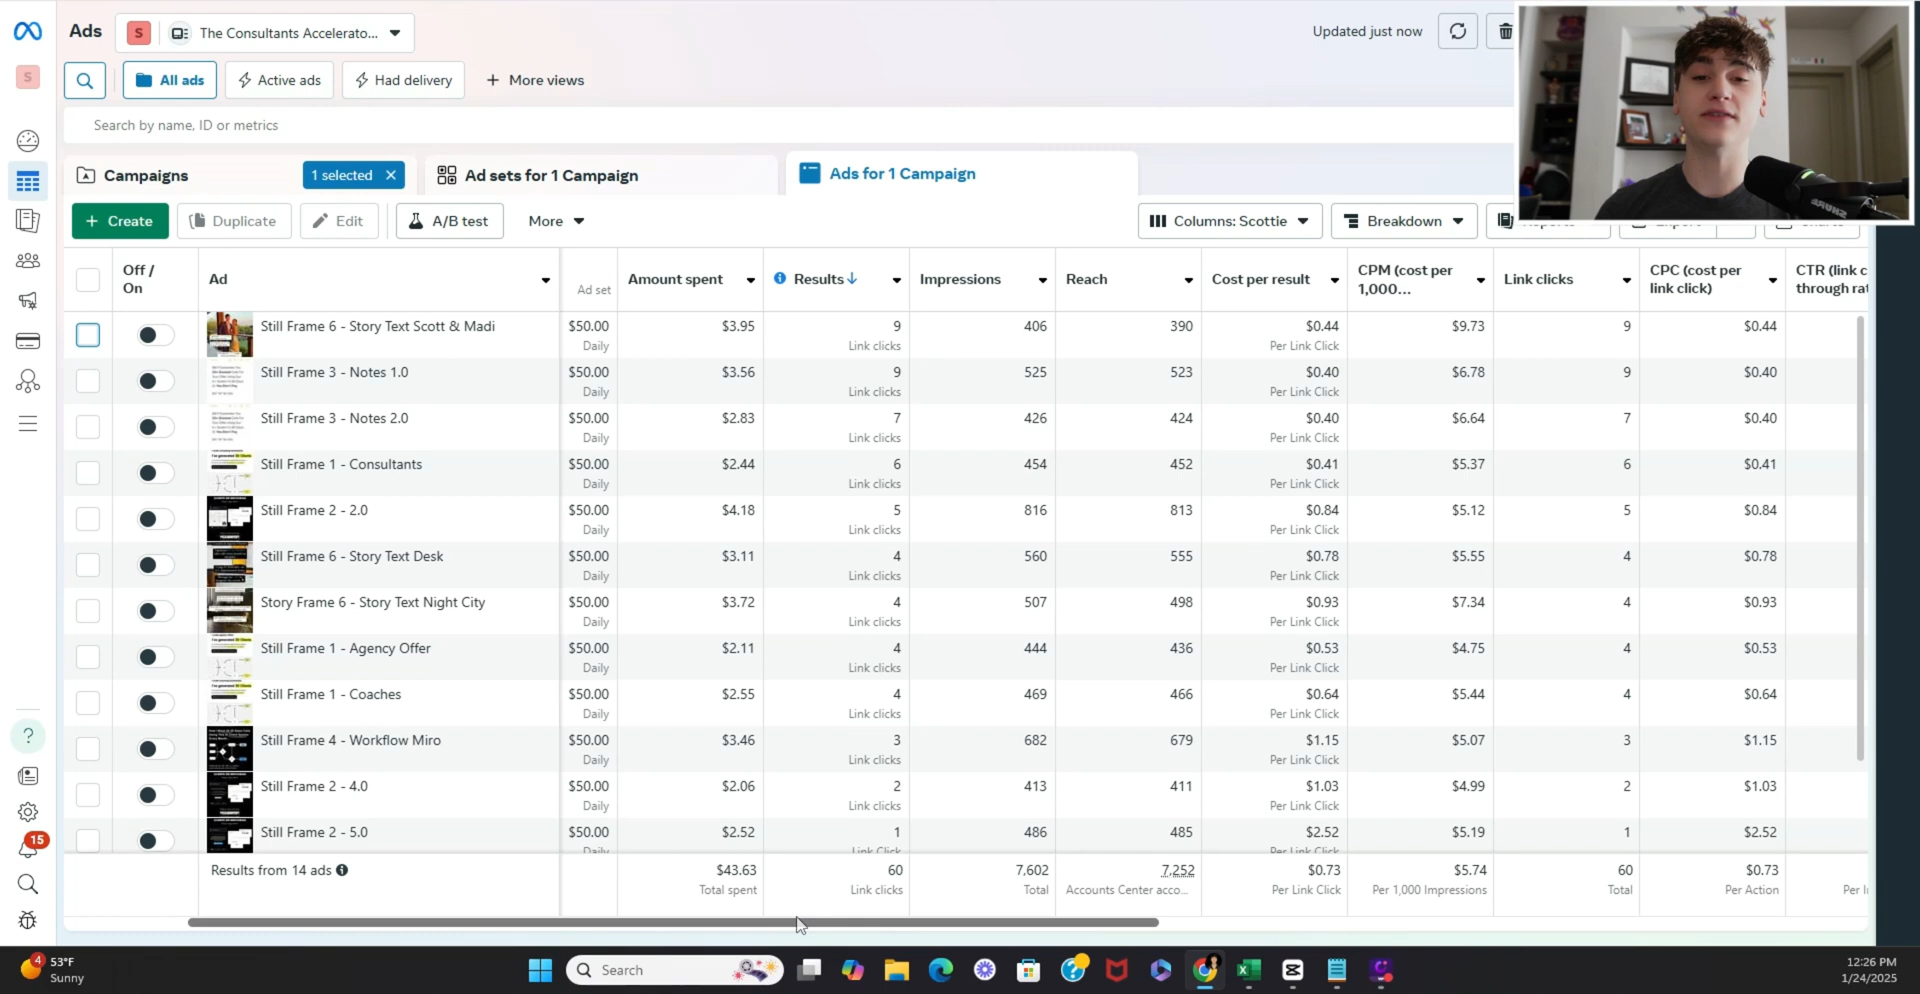 Ads
S
The Consultants Accelerato...
Updated just now
S
All ads
Active ads
Had delivery
+ More views
Search by name, ID or metrics
Campaigns
1 selected ×
Ad sets for 1 Campaign
Ads for 1 Campaign
+ Create
Duplicate
Edit
A/B test
More
Columns: Scottie
Breakdown
Off / On
Ad
Ad set
Amount spent
Results
Impressions
Reach
Cost per result
CPM (cost per 1,000...
Link clicks
CPC (cost per link click)
CTR (link c
through rat
Still Frame 6 - Story Text Scott & Madi $50.00 $3.95 9 406 390 $0.44 $9.73 9 $0.44
Daily Link clicks Per Link Click
Still Frame 3 - Notes 1.0 $50.00 $3.56 9 525 523 $0.40 $6.78 9 $0.40
Daily Link clicks Per Link Click
Still Frame 3 - Notes 2.0 $50.00 $2.83 7 426 424 $0.40 $6.64 7 $0.40
Daily Link clicks Per Link Click
Still Frame 1 - Consultants $50.00 $2.44 6 454 452 $0.41 $5.37 6 $0.41
Daily Link clicks Per Link Click
Still Frame 2 - 2.0 $50.00 $4.18 5 816 813 $0.84 $5.12 5 $0.84
Daily Link clicks Per Link Click
Still Frame 6 - Story Text Desk $50.00 $3.11 4 560 555 $0.78 $5.55 4 $0.78
Daily Link clicks Per Link Click
Story Frame 6 - Story Text Night City $50.00 $3.72 4 507 498 $0.93 $7.34 4 $0.93
Daily Link clicks Per Link Click
Still Frame 1 - Agency Offer $50.00 $2.11 4 444 436 $0.53 $4.75 4 $0.53
Daily Link clicks Per Link Click
Still Frame 1 - Coaches $50.00 $2.55 4 469 466 $0.64 $5.44 4 $0.64
Daily Link clicks Per Link Click
Still Frame 4 - Workflow Miro $50.00 $3.46 3 682 679 $1.15 $5.07 3 $1.15
Daily Link clicks Per Link Click
Still Frame 2 - 4.0 $50.00 $2.06 2 413 411 $1.03 $4.99 2 $1.03
Daily Link clicks Per Link Click
Still Frame 2 - 5.0 $50.00 $2.52 1 486 485 $2.52 $5.19 1 $2.52
Daily Link Click Per Link Click
Results from 14 ads $43.63 60 7,602 7,252 $0.73 $5.74 60 $0.73
Total spent Link clicks Total Accounts Center acco... Per Link Click Per 1,000 Impressions Total Per Action Per I
15
4
53°F
Sunny
Search
12:26 PM
1/24/2025
SHURE